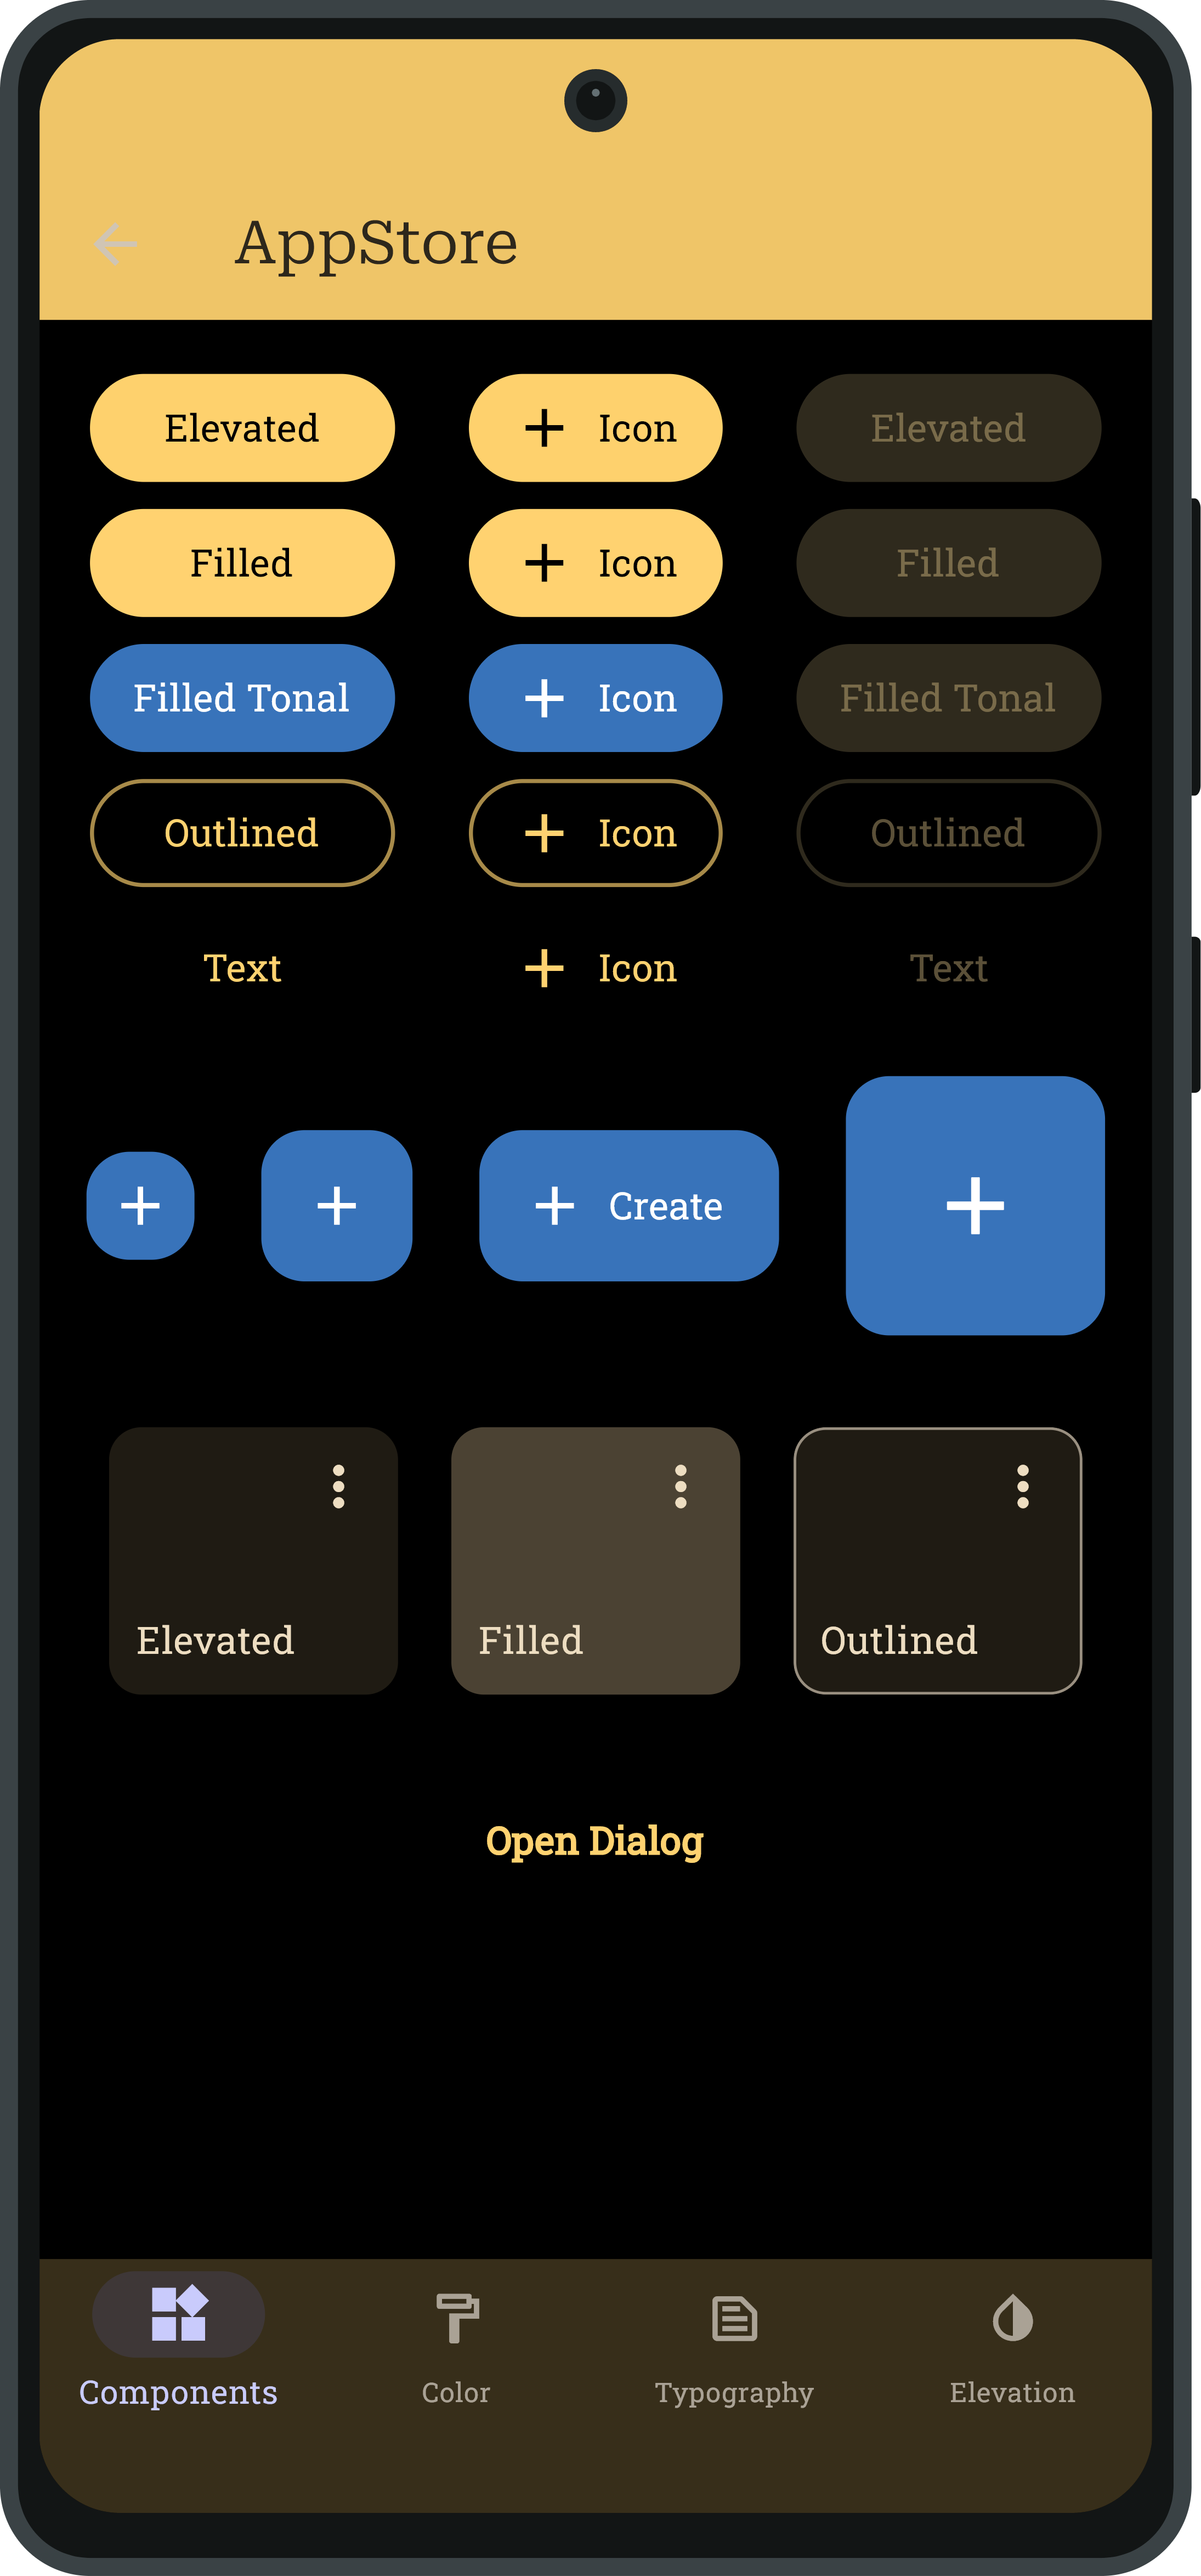 AppStore
Elevated Icon Elevated
Filled Icon Filled
Filled Tonal Icon Filled Tonal
Outlined Icon Outlined
Text Icon Text
Create
Elevated Filled Outlined
Open Dialog
Components Color Typography Elevation